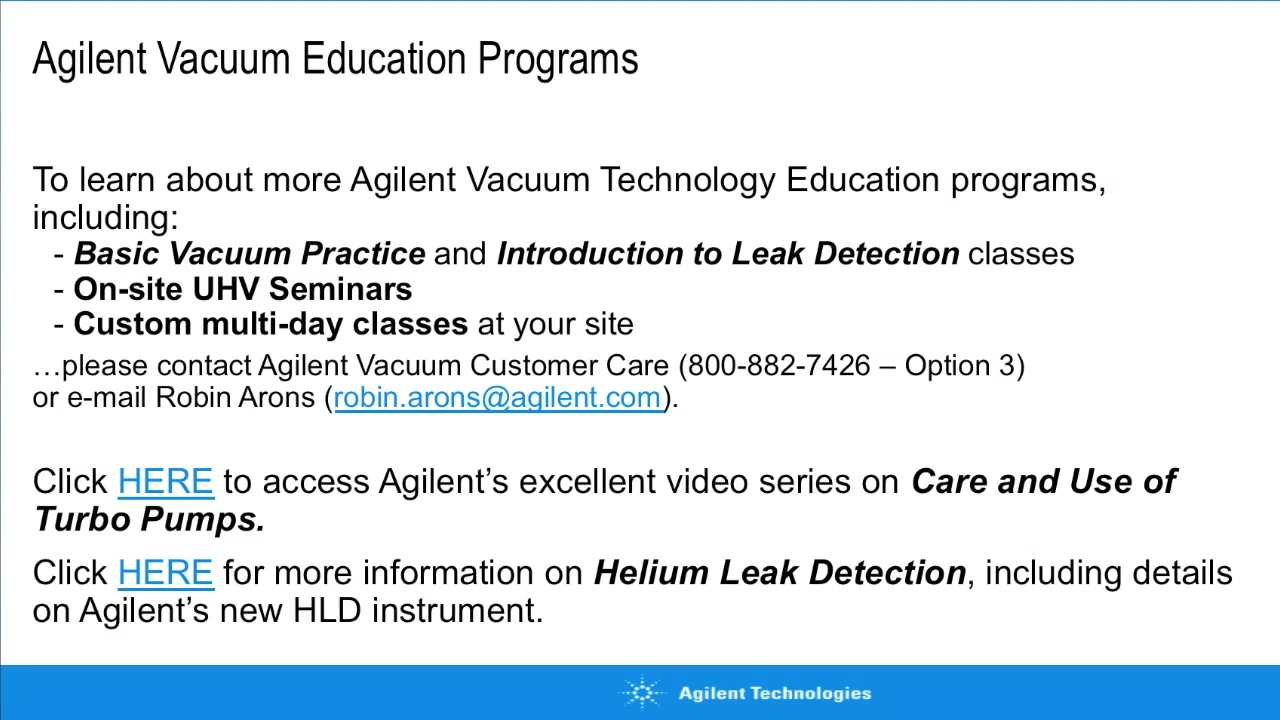 Agilent Vacuum Education Programs
To learn about more Agilent Vacuum Technology Education programs,
including:
- Basic Vacuum Practice and Introduction to Leak Detection classes
- On-site UHV Seminars
- Custom multi-day classes at your site
…please contact Agilent Vacuum Customer Care (800-882-7426 – Option 3)
or e-mail Robin Arons (robin.arons@agilent.com).
Click HERE to access Agilent’s excellent video series on Care and Use of
Turbo Pumps.
Click HERE for more information on Helium Leak Detection, including details
on Agilent’s new HLD instrument.
Agilent Technologies